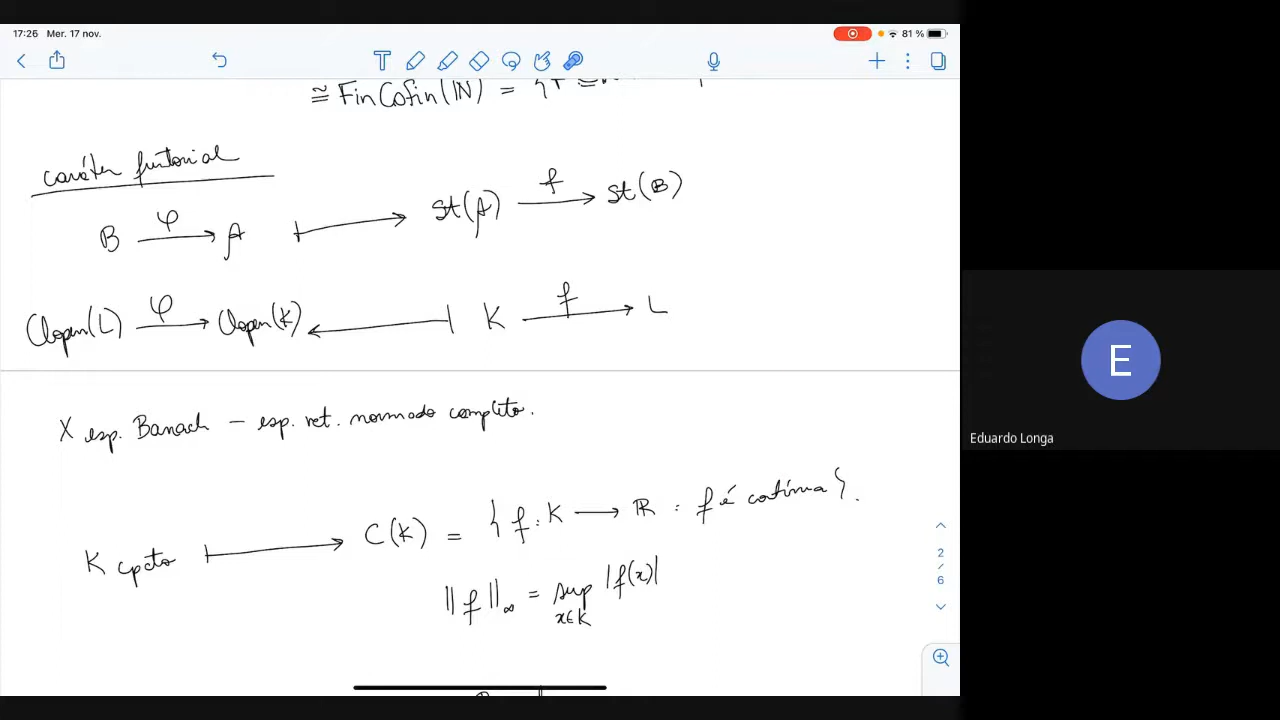 17:26 Mer. 17 nov.
81 %
≅ FinCofin(ℕ) = {F
caráter funtorial
B —φ→ A ⟼ St(A) —f→ St(B)
Clopen(L) —φ→ Clopen(K) ⟻ K —f→ L
X esp. Banach – esp. vet. normado completo.
K cpcto ⟼ C(K) = { f : K ⟶ ℝ : f é contínua }.
‖f‖∞ = sup |f(x)|
x∈K
2
/
6
E
Eduardo Longa